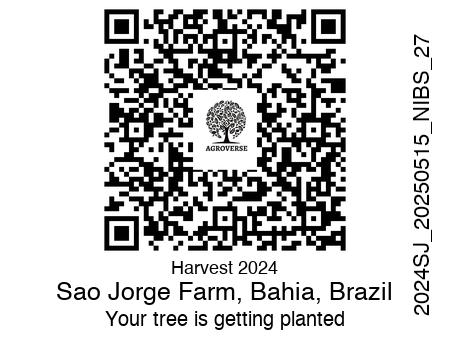 AGROVERSE
Harvest 2024
Sao Jorge Farm, Bahia, Brazil
Your tree is getting planted
2024SJ_20250515_NIBS_27